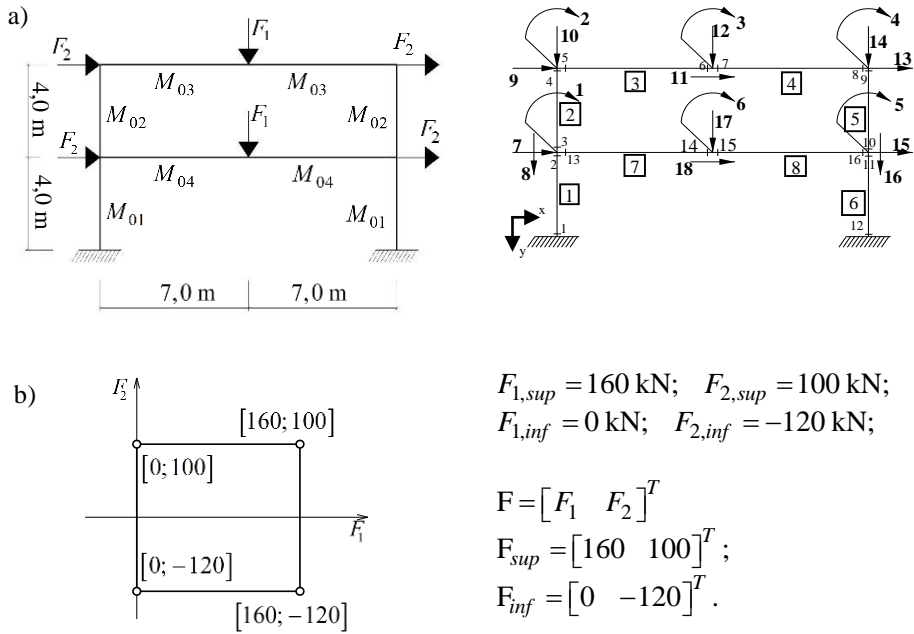 a)
F₁
F₂ F₂
M₀₃ M₀₃
4,0 m
M₀₂ M₀₂
F₁
F₂ F₂
M₀₄ M₀₄
4,0 m
M₀₁ M₀₁
7,0 m 7,0 m
2 3 4
10 12 14
9 5 6 7 8 13
4 11 9
3 4
1 6 5
2 17 5
7 3 14 15 10 15
8 2 13 18 16 11 16
7 8
1 6
x
y
1 12
b)
F₂
[160; 100]
[0; 100]
F₁
[0; −120]
[160; −120]
F₁,sup = 160 kN; F₂,sup = 100 kN;
F₁,inf = 0 kN; F₂,inf = −120 kN;
F = [F₁ F₂]ᵀ
Fsup = [160 100]ᵀ ;
Finf = [0 −120]ᵀ .